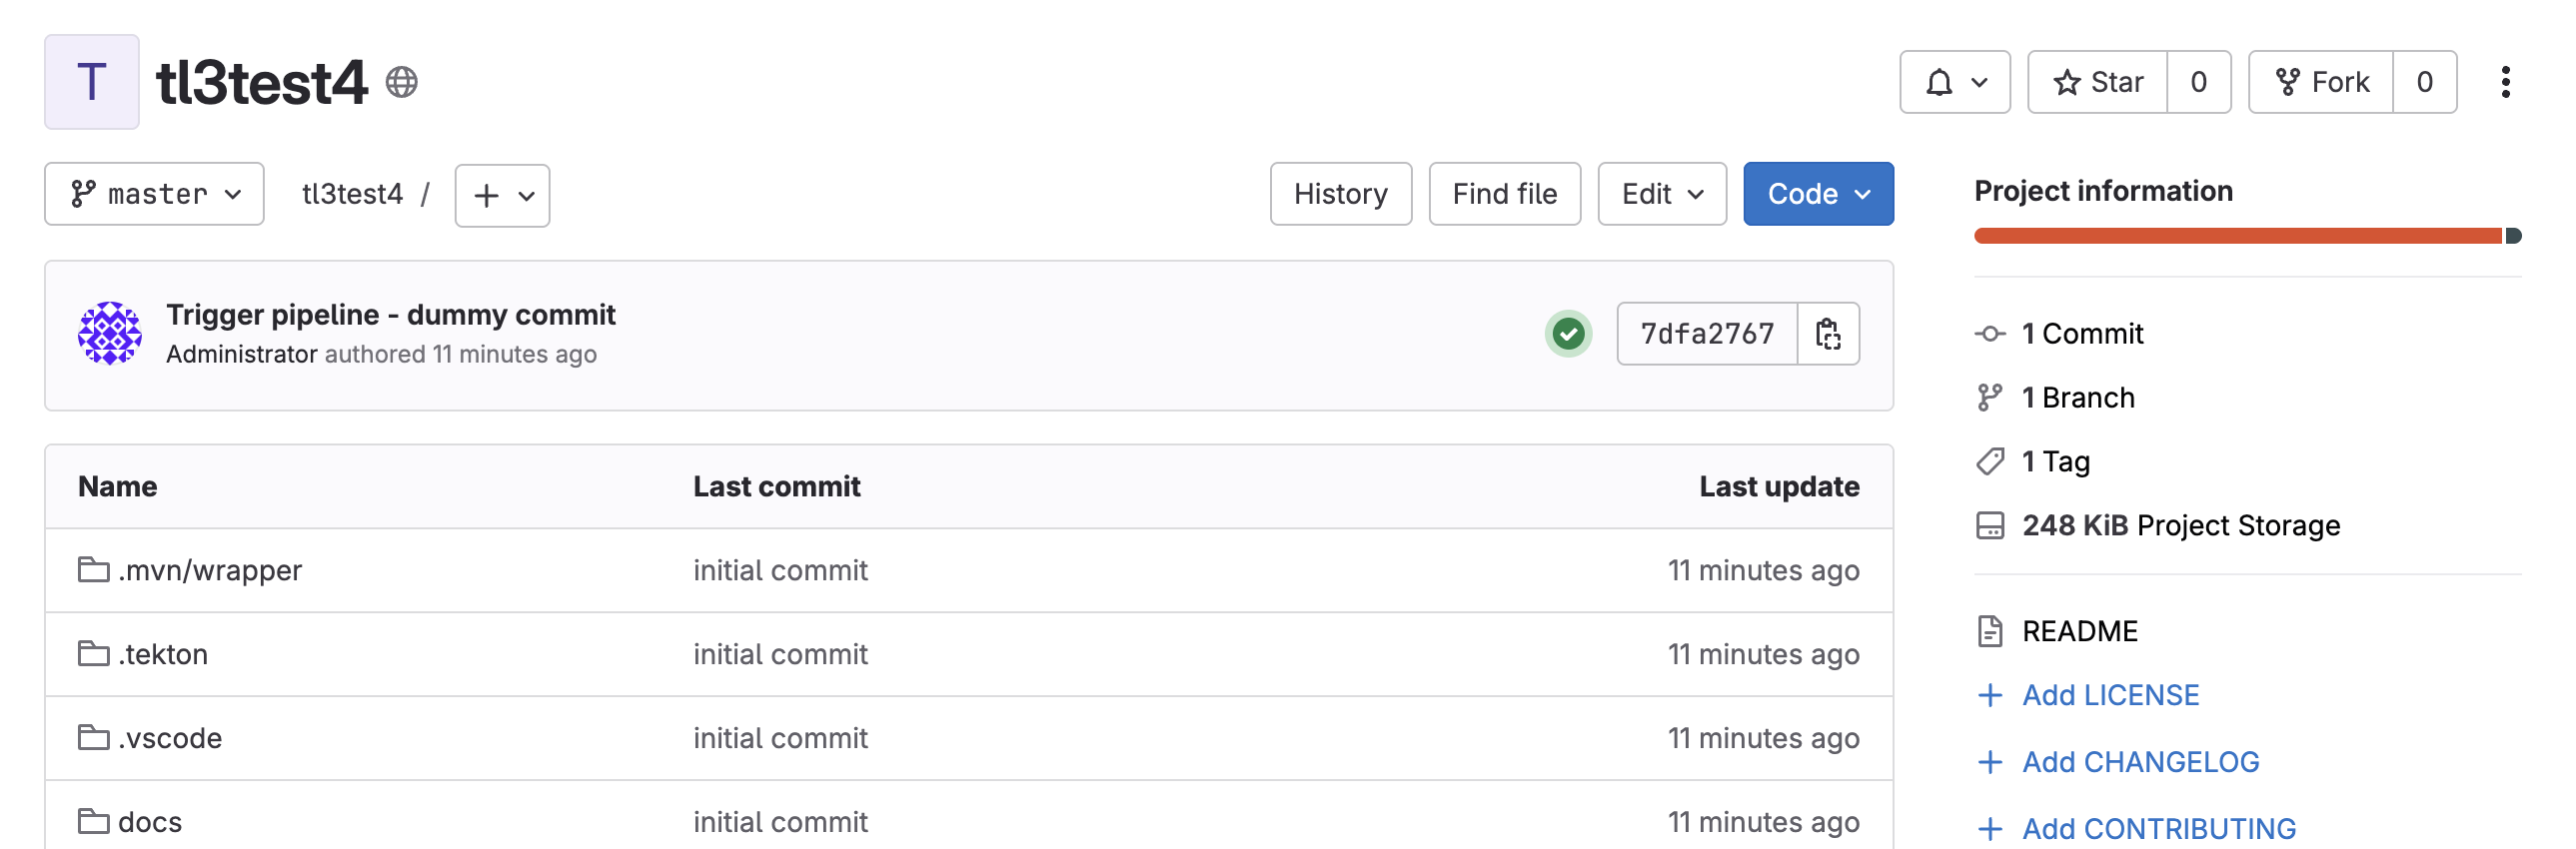 T tl3test4 Star 0 Fork 0
master tl3test4 / + History Find file Edit Code
Project information
Trigger pipeline - dummy commit
Administrator authored 11 minutes ago
7dfa2767
Name Last commit Last update
.mvn/wrapper initial commit 11 minutes ago
.tekton initial commit 11 minutes ago
.vscode initial commit 11 minutes ago
docs initial commit 11 minutes ago
1 Commit
1 Branch
1 Tag
248 KiB Project Storage
README
+ Add LICENSE
+ Add CHANGELOG
+ Add CONTRIBUTING